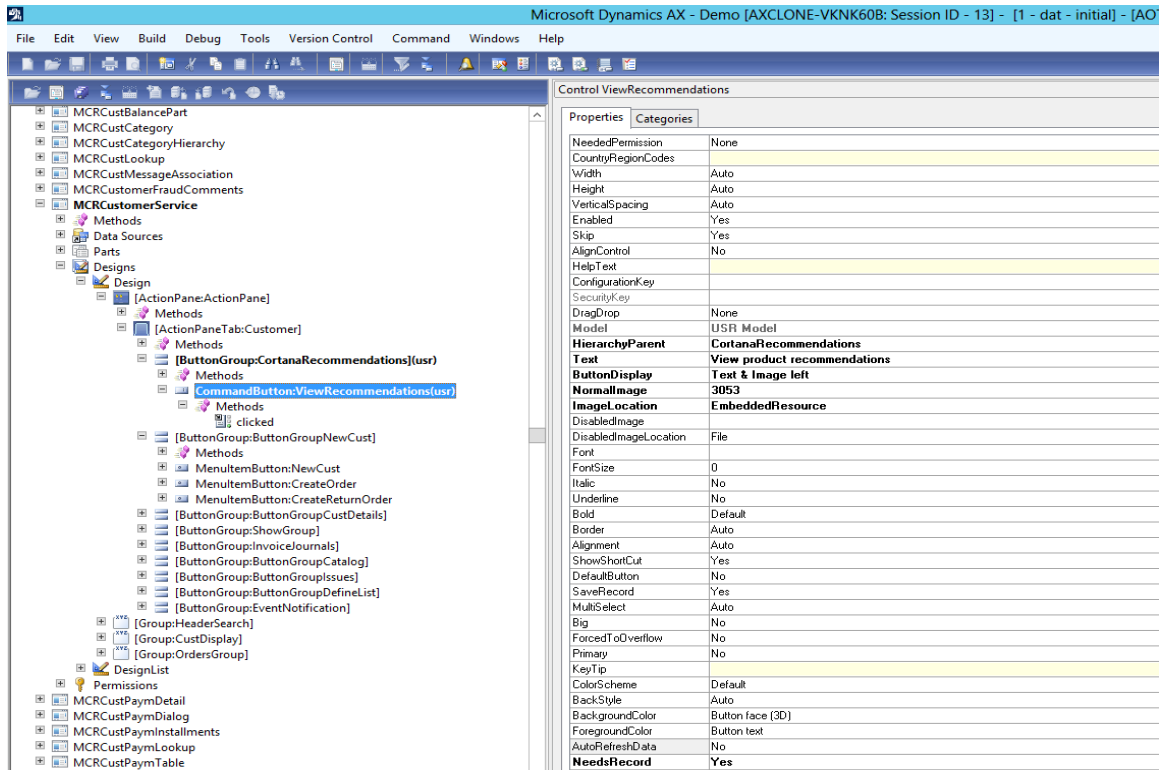 Microsoft Dynamics AX - Demo [AXCLONE-VKNK60B: Session ID - 13] - [1 - dat - initial] - [AO
File Edit View Build Debug Tools Version Control Command Windows Help
MCRCustBalancePart
MCRCustCategory
MCRCustCategoryHierarchy
MCRCustLookup
MCRCustMessageAssociation
MCRCustomerFraudComments
MCRCustomerService
Methods
Data Sources
Parts
Designs
Design
[ActionPane:ActionPane]
Methods
[ActionPaneTab:Customer]
Methods
[ButtonGroup:CortanaRecommendations](usr)
Methods
CommandButton:ViewRecommendations(usr)
Methods
clicked
[ButtonGroup:ButtonGroupNewCust]
Methods
MenuItemButton:NewCust
MenuItemButton:CreateOrder
MenuItemButton:CreateReturnOrder
[ButtonGroup:ButtonGroupCustDetails]
[ButtonGroup:ShowGroup]
[ButtonGroup:InvoiceJournals]
[ButtonGroup:ButtonGroupCatalog]
[ButtonGroup:ButtonGroupIssues]
[ButtonGroup:ButtonGroupDefineList]
[ButtonGroup:EventNotification]
[Group:HeaderSearch]
[Group:CustDisplay]
[Group:OrdersGroup]
DesignList
Permissions
MCRCustPaymDetail
MCRCustPaymDialog
MCRCustPaymInstallments
MCRCustPaymLookup
MCRCustPaymTable
Control ViewRecommendations
Properties Categories
NeededPermission None
CountryRegionCodes
Width Auto
Height Auto
VerticalSpacing Auto
Enabled Yes
Skip Yes
AlignControl No
HelpText
ConfigurationKey
SecurityKey
DragDrop None
Model USR Model
HierarchyParent CortanaRecommendations
Text View product recommendations
ButtonDisplay Text & Image left
NormalImage 3053
ImageLocation EmbeddedResource
DisabledImage
DisabledImageLocation File
Font
FontSize 0
Italic No
Underline No
Bold Default
Border Auto
Alignment Auto
ShowShortCut Yes
DefaultButton No
SaveRecord Yes
MultiSelect Auto
Big No
ForcedToOverflow No
Primary No
KeyTip
ColorScheme Default
BackStyle Auto
BackgroundColor Button face (3D)
ForegroundColor Button text
AutoRefreshData No
NeedsRecord Yes